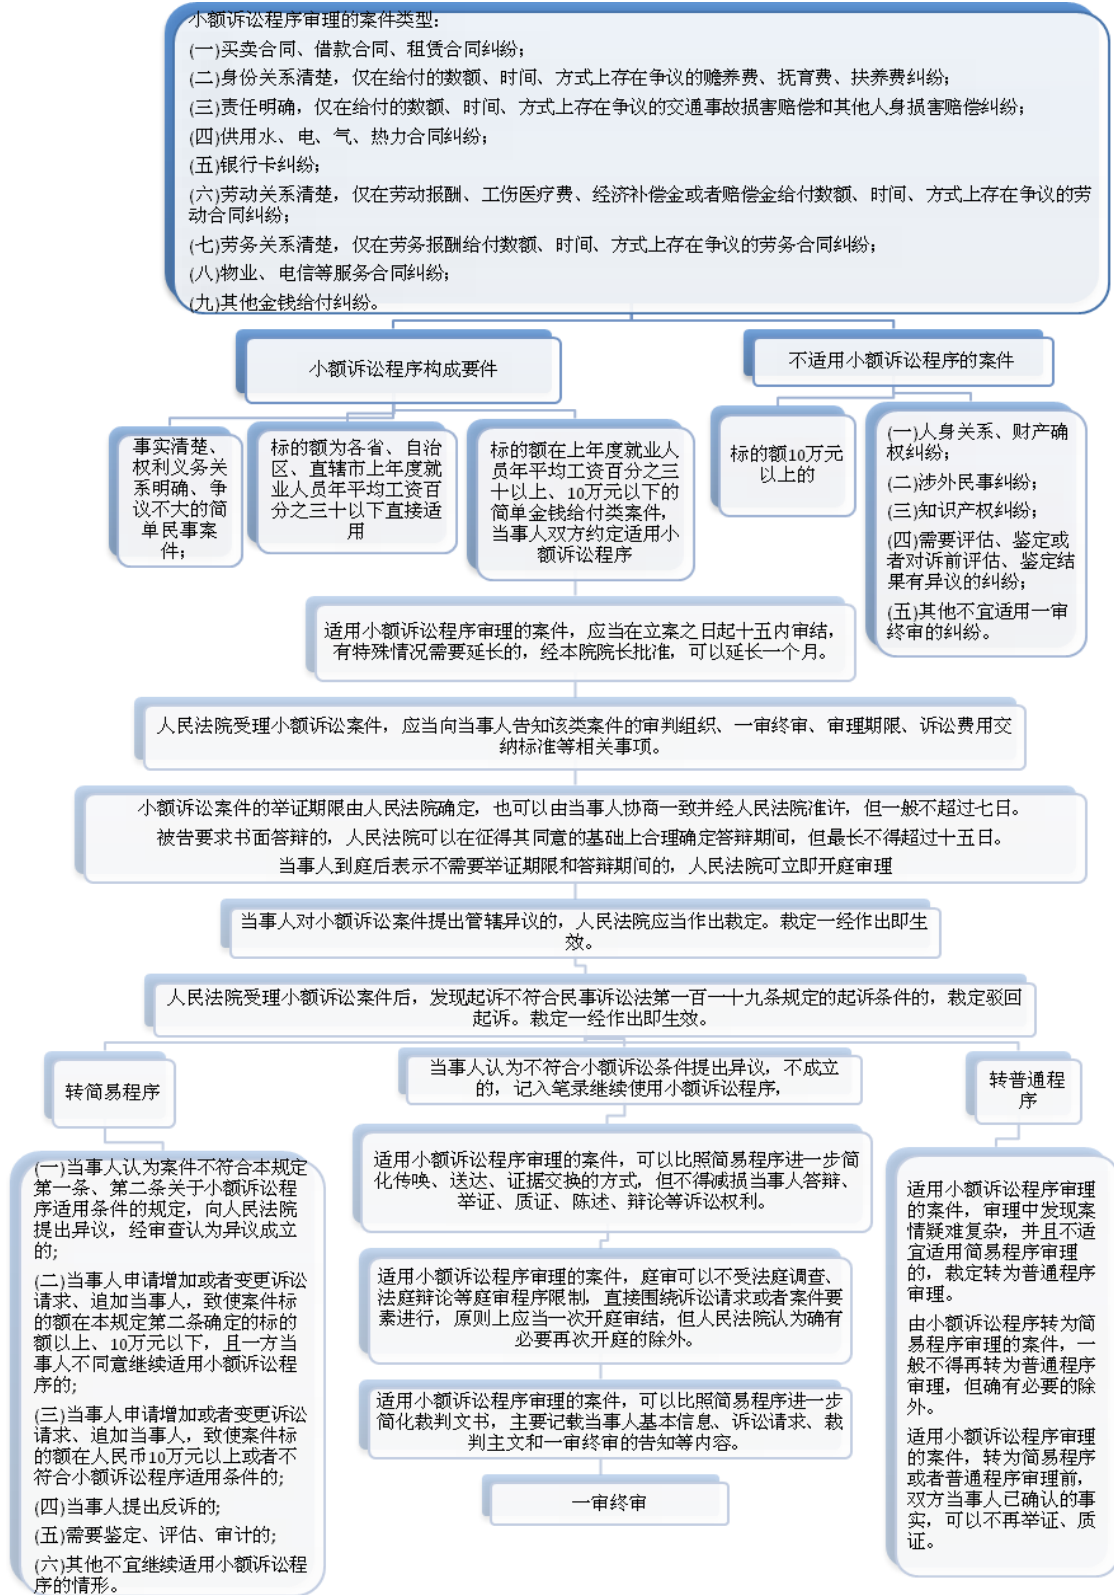 小额诉讼程序审理的案件类型:
(一)买卖合同、借款合同、租赁合同纠纷;
(二)身份关系清楚，仅在给付的数额、时间、方式上存在争议的赡养费、抚育费、扶养费纠纷;
(三)责任明确，仅在给付的数额、时间、方式上存在争议的交通事故损害赔偿和其他人身损害赔偿纠纷;
(四)供用水、电、气、热力合同纠纷;
(五)银行卡纠纷;
(六)劳动关系清楚，仅在劳动报酬、工伤医疗费、经济补偿金或者赔偿金给付数额、时间、方式上存在争议的劳
动合同纠纷;
(七)劳务关系清楚，仅在劳务报酬给付数额、时间、方式上存在争议的劳务合同纠纷;
(八)物业、电信等服务合同纠纷;
(九)其他金钱给付纠纷。
小额诉讼程序构成要件
不适用小额诉讼程序的案件
事实清楚、
权利义务关
系明确、争
议不大的简
单民事案
件;
标的额为各省、自治
区、直辖市上年度就
业人员年平均工资百
分之三十以下直接适
用
标的额在上年度就业人
员年平均工资百分之三
十以上、10万元以下的
简单金钱给付类案件，
当事人双方约定适用小
额诉讼程序
标的额10万元
以上的
(一)人身关系、财产确
权纠纷;
(二)涉外民事纠纷;
(三)知识产权纠纷;
(四)需要评估、鉴定或
者对诉前评估、鉴定结
果有异议的纠纷;
(五)其他不宜适用一审
终审的纠纷。
适用小额诉讼程序审理的案件，应当在立案之日起十五内审结，
有特殊情况需要延长的，经本院院长批准，可以延长一个月。
人民法院受理小额诉讼案件，应当向当事人告知该类案件的审判组织、一审终审、审理期限、诉讼费用交
纳标准等相关事项。
小额诉讼案件的举证期限由人民法院确定，也可以由当事人协商一致并经人民法院准许，但一般不超过七日。
被告要求书面答辩的，人民法院可以在征得其同意的基础上合理确定答辩期间，但最长不得超过十五日。
当事人到庭后表示不需要举证期限和答辩期间的，人民法院可立即开庭审理
当事人对小额诉讼案件提出管辖异议的，人民法院应当作出裁定。裁定一经作出即生
效。
人民法院受理小额诉讼案件后，发现起诉不符合民事诉讼法第一百一十九条规定的起诉条件的，裁定驳回
起诉。裁定一经作出即生效。
转简易程序
当事人认为不符合小额诉讼条件提出异议，不成立
的，记入笔录继续使用小额诉讼程序，
转普通程
序
(一)当事人认为案件不符合本规定
第一条、第二条关于小额诉讼程
序适用条件的规定，向人民法院
提出异议，经审查认为异议成立
的;
(二)当事人申请增加或者变更诉讼
请求、追加当事人，致使案件标
的额在本规定第二条确定的标的
额以上、10万元以下，且一方当
事人不同意继续适用小额诉讼程
序的;
(三)当事人申请增加或者变更诉讼
请求、追加当事人，致使案件标
的额在人民币10万元以上或者不
符合小额诉讼程序适用条件的;
(四)当事人提出反诉的;
(五)需要鉴定、评估、审计的;
(六)其他不宜继续适用小额诉讼程
序的情形。
适用小额诉讼程序审理的案件，可以比照简易程序进一步简
化传唤、送达、证据交换的方式，但不得减损当事人答辩、
举证、质证、陈述、辩论等诉讼权利。
适用小额诉讼程序审理的案件，庭审可以不受法庭调查、
法庭辩论等庭审程序限制，直接围绕诉讼请求或者案件要
素进行，原则上应当一次开庭审结，但人民法院认为确有
必要再次开庭的除外。
适用小额诉讼程序审理的案件，可以比照简易程序进一步
简化裁判文书，主要记载当事人基本信息、诉讼请求、裁
判主文和一审终审的告知等内容。
一审终审
适用小额诉讼程序审理
的案件，审理中发现案
情疑难复杂，并且不适
宜适用简易程序审理
的，裁定转为普通程序
审理。
由小额诉讼程序转为简
易程序审理的案件，一
般不得再转为普通程序
审理，但确有必要的除
外。
适用小额诉讼程序审理
的案件，转为简易程序
或者普通程序审理前，
双方当事人已确认的事
实，可以不再举证、质
证。